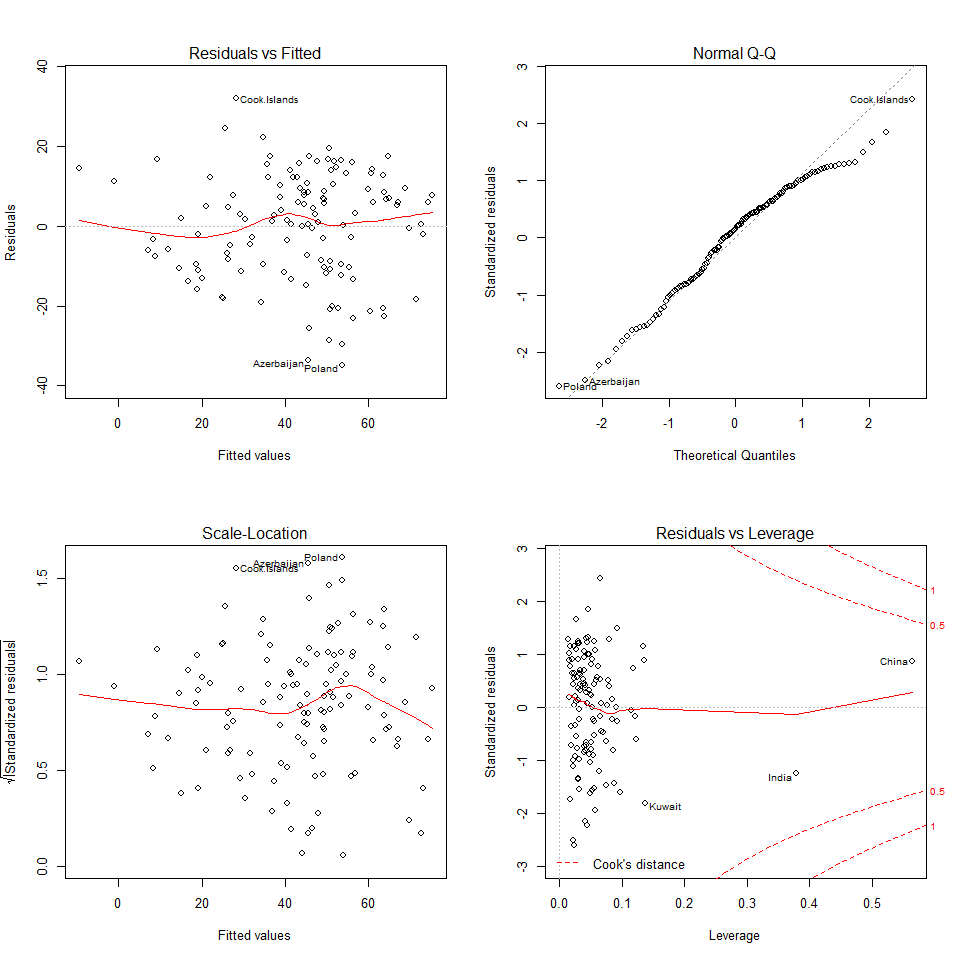 Residuals vs Fitted
Residuals
40
20
0
-20
-40
Cook.Islands
Azerbaijan
Poland
0 20 40 60
Fitted values
Normal Q-Q
Standardized residuals
3
2
1
0
-1
-2
Cook.Islands
Azerbaijan
Poland
-2 -1 0 1 2
Theoretical Quantiles
Scale-Location
√|Standardized residuals|
1.5
1.0
0.5
0.0
Poland
Azerbaijan
Cook.Islands
0 20 40 60
Fitted values
Residuals vs Leverage
Standardized residuals
3
2
1
0
-1
-2
-3
1
0.5
China
India
Kuwait
0.5
1
Cook's distance
0.0 0.1 0.2 0.3 0.4 0.5
Leverage